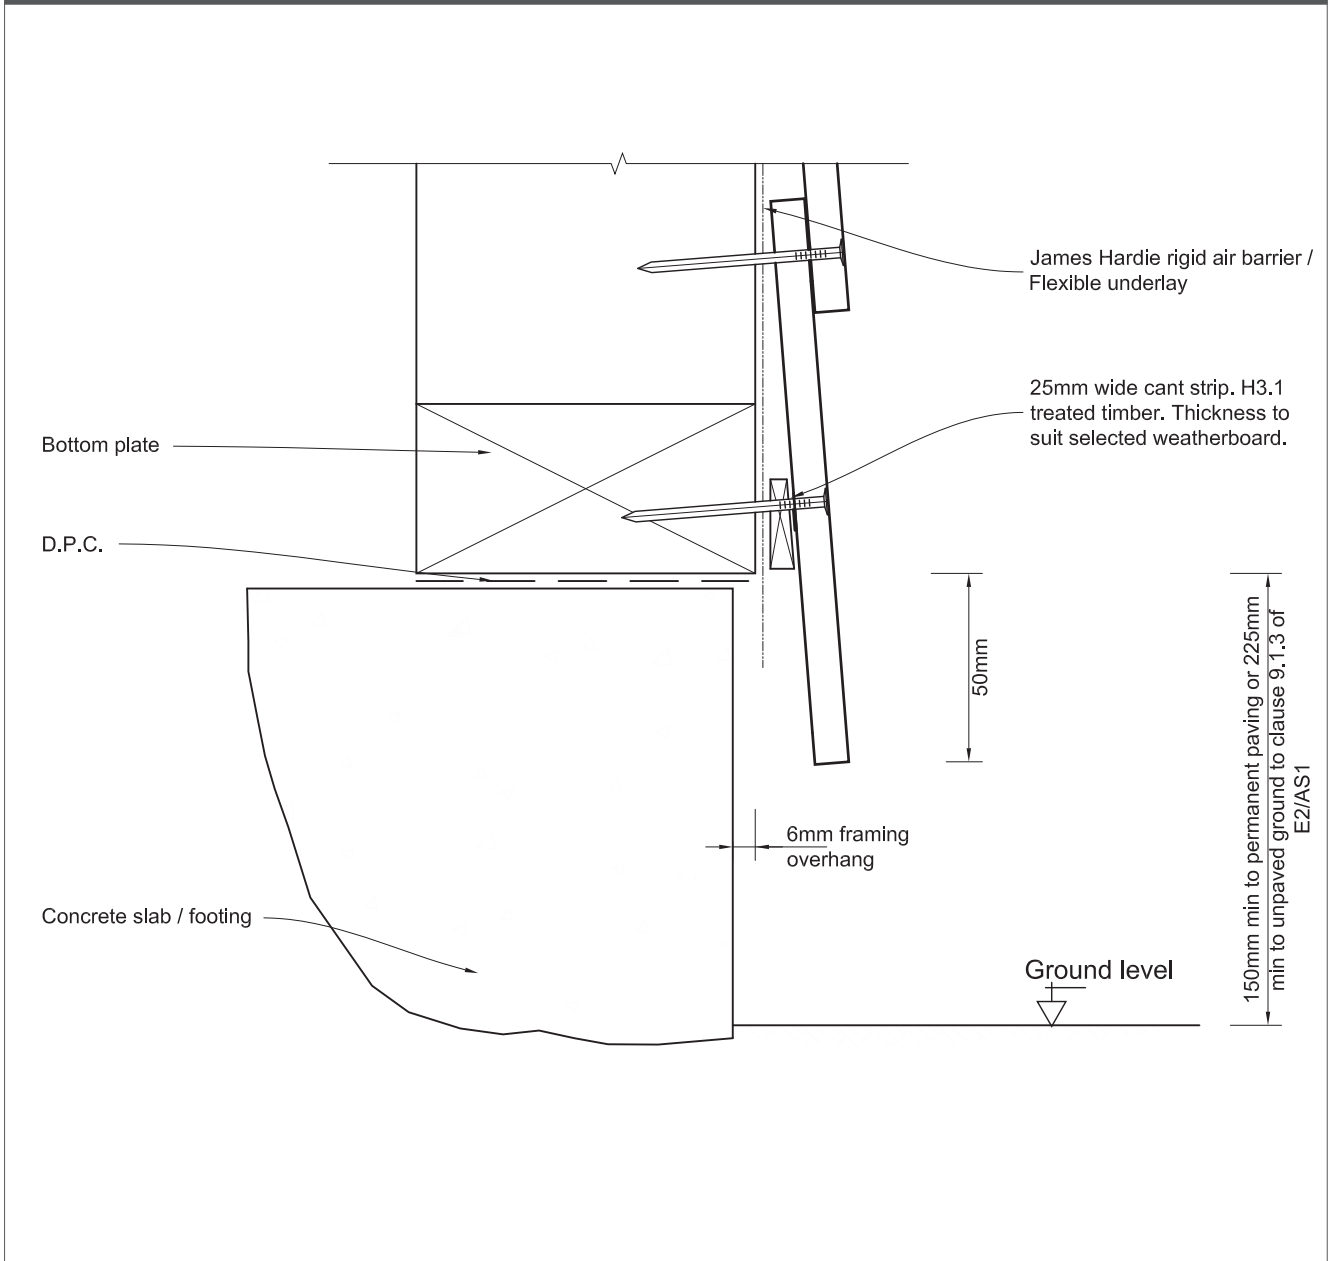 James Hardie rigid air barrier /
Flexible underlay
25mm wide cant strip. H3.1
treated timber. Thickness to
suit selected weatherboard.
Bottom plate
D.P.C.
50mm
150mm min to permanent paving or 225mm
min to unpaved ground to clause 9.1.3 of
E2/AS1
6mm framing
overhang
Concrete slab / footing
Ground level